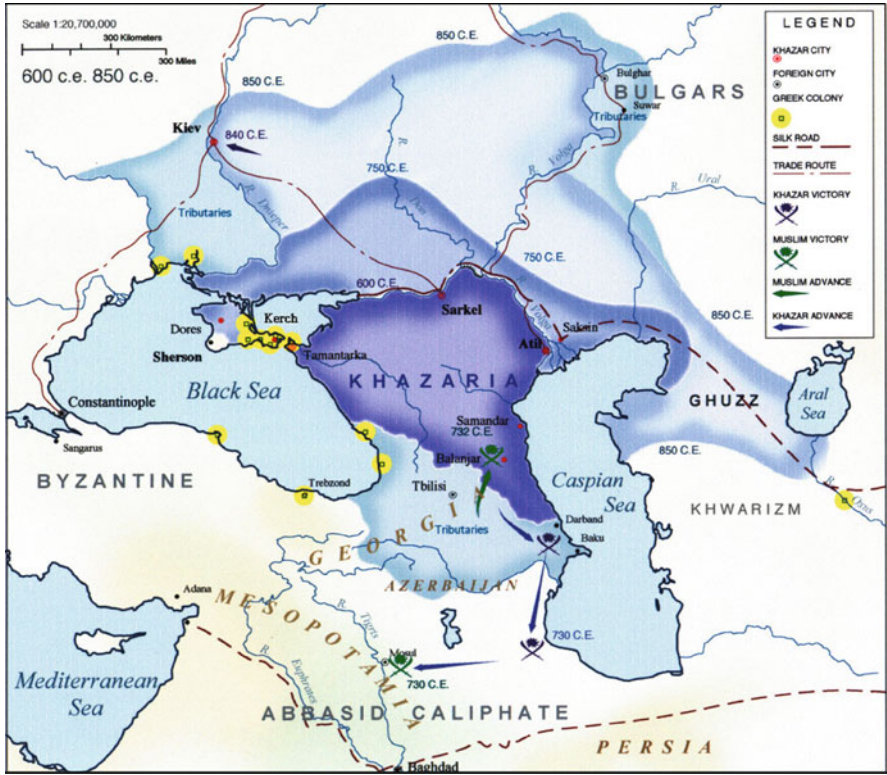 Scale 1:20,700,000
300 Kilometers
300 Miles
600 C.E. 850 C.E.
LEGEND
KHAZAR CITY
FOREIGN CITY
GREEK COLONY
SILK ROAD
TRADE ROUTE
KHAZAR VICTORY
MUSLIM VICTORY
MUSLIM ADVANCE
KHAZAR ADVANCE
850 C.E.
850 C.E.
Bulghar
BULGARS
Suwar
Tributaries
Kiev
840 C.E.
R. Volga
R. Ural
R. Don
750 C.E.
R. Dnieper
Tributaries
750 C.E.
600 C.E.
Sarkel
Volga
Saksin
850 C.E.
Atil
Kerch
Dores
Sherson
Tamantarka
Black Sea
KHAZARIA
GHUZZ
Aral
Sea
Constantinople
Samandar
732 C.E.
Balanjar
850 C.E.
Sangarus
BYZANTINE
Trebzond
Tbilisi
Caspian
Sea
R. Oxus
KHWARIZM
GEORGIA
Tributaries
Darband
Baku
AZERBAIJAN
Adana
MESOPOTAMIA
R. Tigris
730 C.E.
Mosul
730 C.E.
R. Euphranes
Mediterranean
Sea
ABBASID CALIPHATE
PERSIA
Baghdad